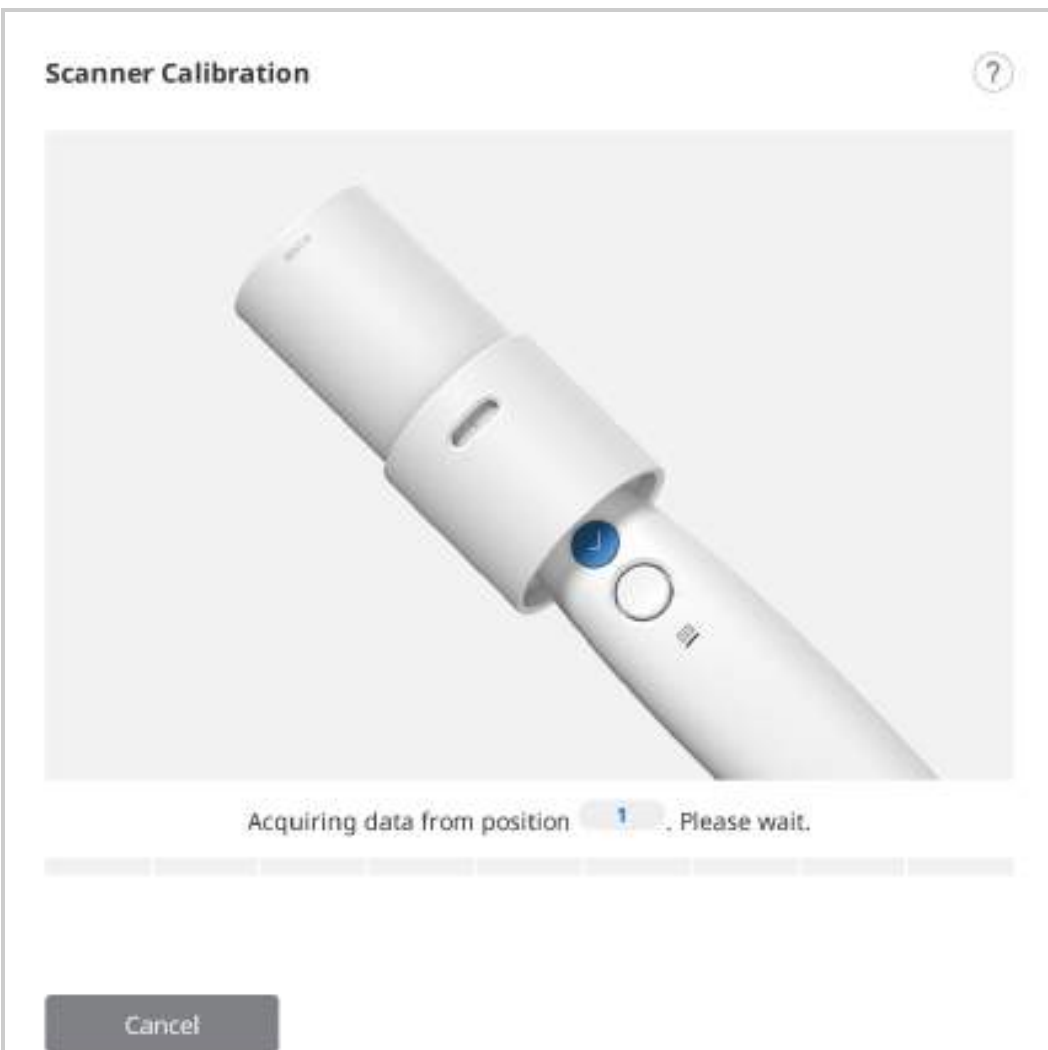 Scanner Calibration
?
Acquiring data from position 1 . Please wait.
Cancel